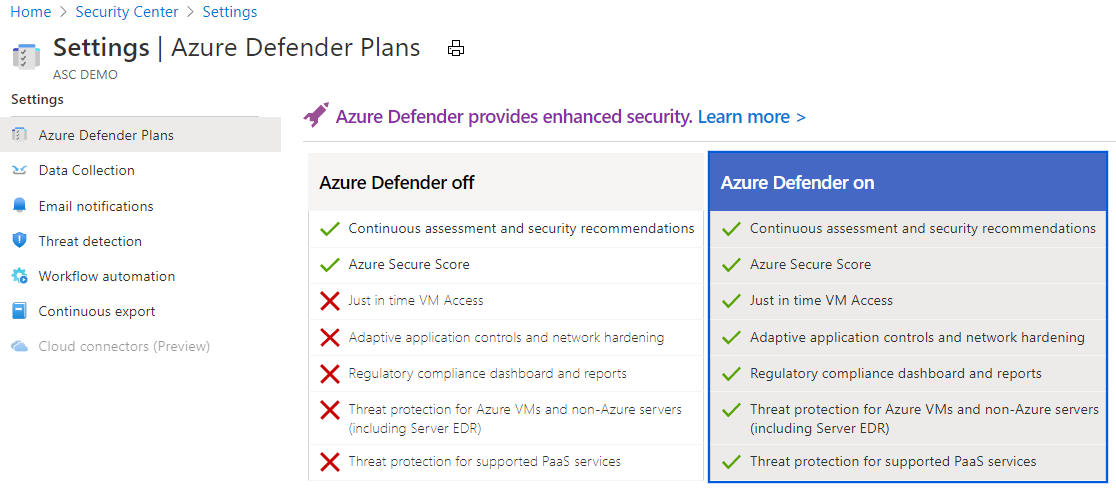 Home > Security Center > Settings
Settings | Azure Defender Plans
ASC DEMO
Settings
Azure Defender Plans
Data Collection
Email notifications
Threat detection
Workflow automation
Continuous export
Cloud connectors (Preview)
Azure Defender provides enhanced security. Learn more >
Azure Defender off
Continuous assessment and security recommendations
Azure Secure Score
Just in time VM Access
Adaptive application controls and network hardening
Regulatory compliance dashboard and reports
Threat protection for Azure VMs and non-Azure servers
(including Server EDR)
Threat protection for supported PaaS services
Azure Defender on
Continuous assessment and security recommendations
Azure Secure Score
Just in time VM Access
Adaptive application controls and network hardening
Regulatory compliance dashboard and reports
Threat protection for Azure VMs and non-Azure servers
(including Server EDR)
Threat protection for supported PaaS services